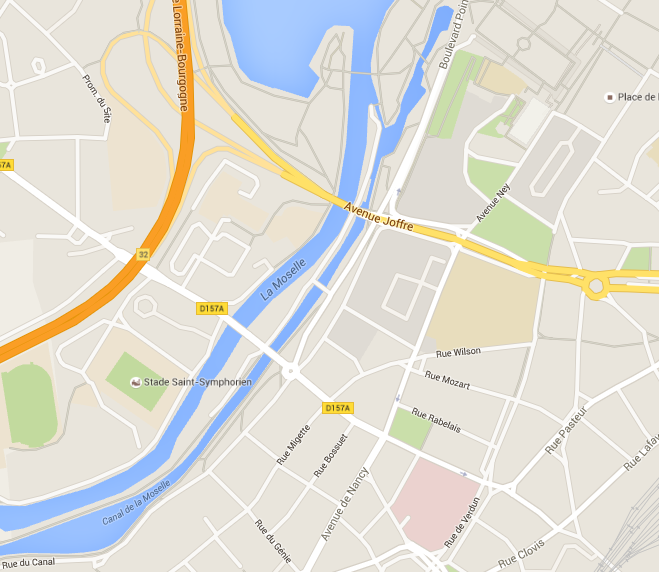 e Lorraine-Bourgogne
Boulevard Poin
Prom. du Site
Place de l
57A
Avenue Ney
Avenue Joffre
32
La Moselle
D157A
Rue Wilson
Stade Saint-Symphorien
Rue Mozart
D157A
Rue Rabelais
Rue Pasteur
Rue Migette
Rue Bossuet
Rue Lafay
Avenue de Nancy
Canal de la Moselle
Rue de Verdun
Rue du Génie
Rue Clovis
Rue du Canal